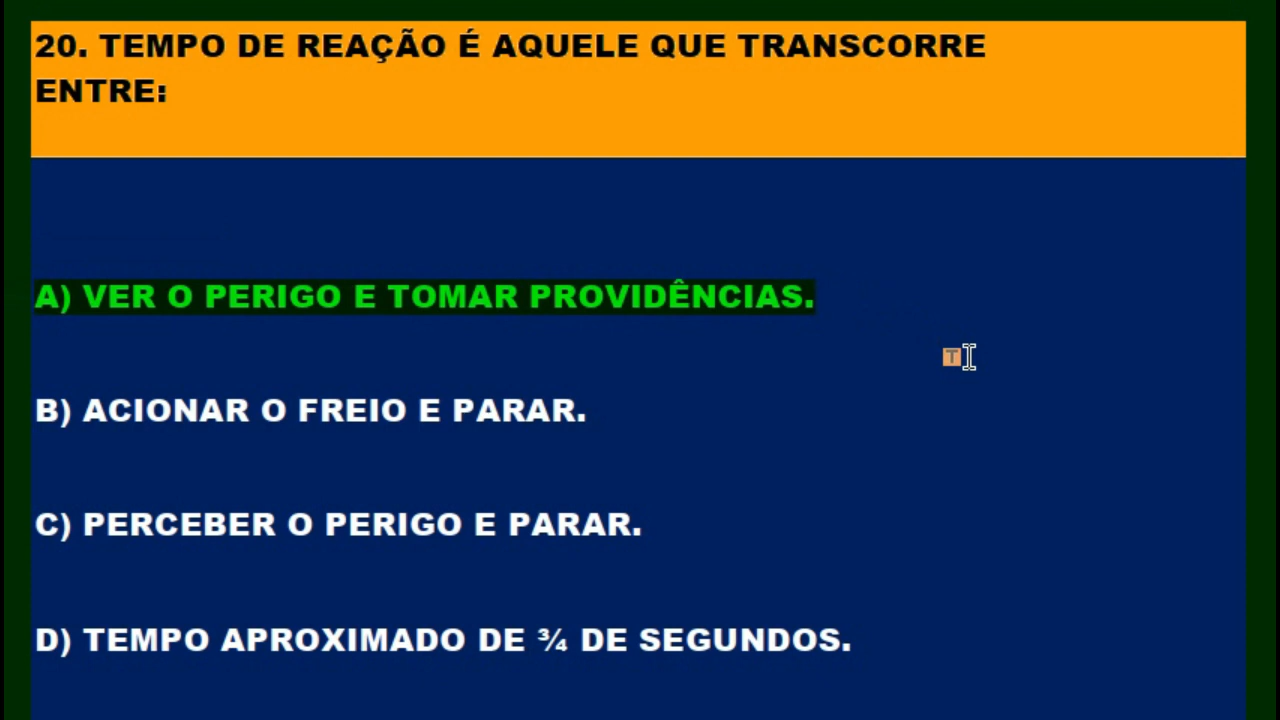 20. TEMPO DE REAÇÃO É AQUELE QUE TRANSCORRE
ENTRE:
A) VER O PERIGO E TOMAR PROVIDÊNCIAS.
T
B) ACIONAR O FREIO E PARAR.
C) PERCEBER O PERIGO E PARAR.
D) TEMPO APROXIMADO DE ¾ DE SEGUNDOS.